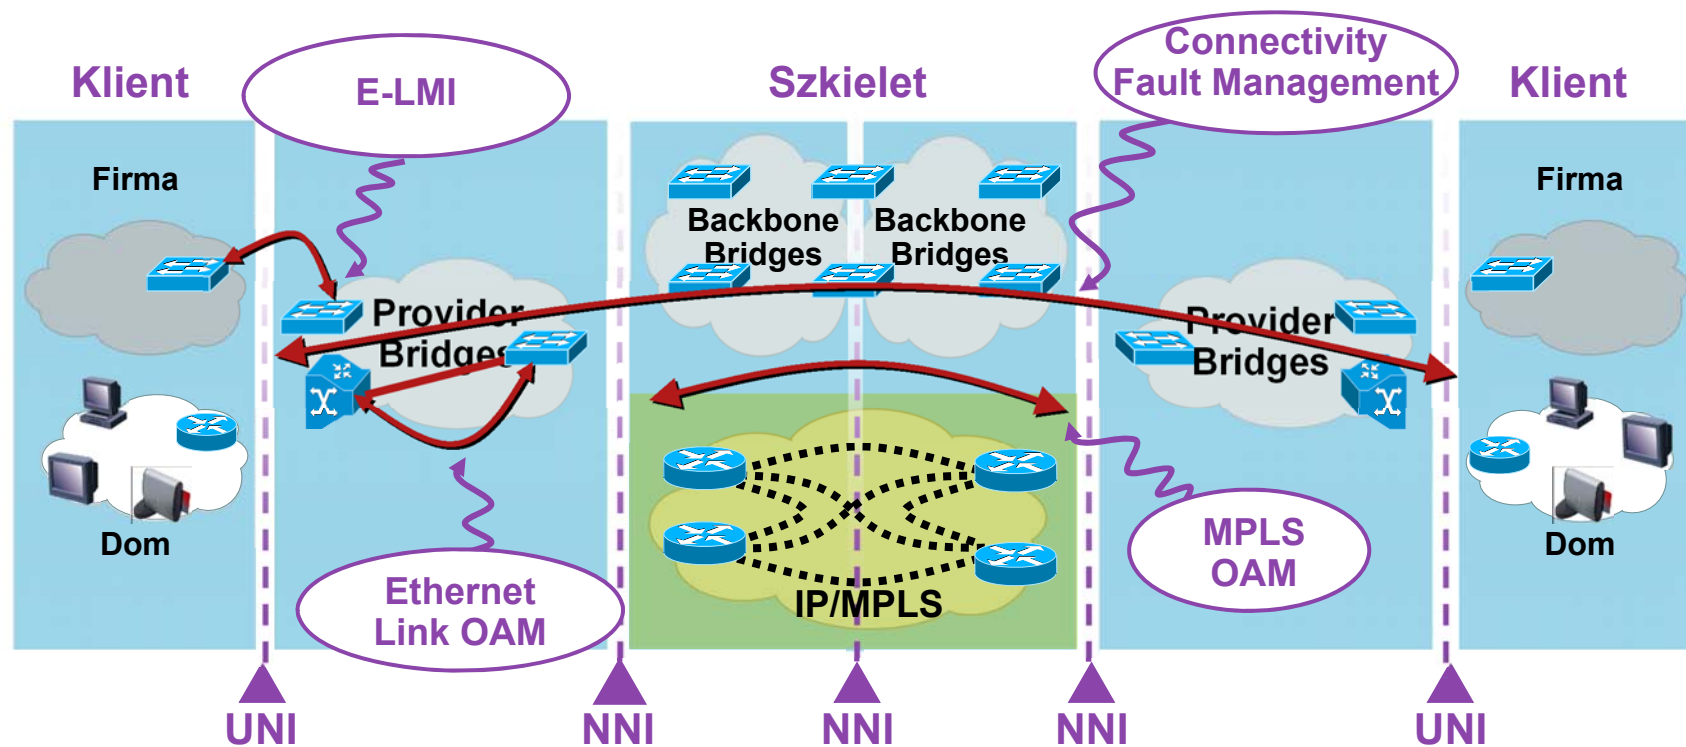 Klient
E-LMI
Szkielet
Connectivity
Fault Management
Klient
Firma
Backbone
Bridges
Backbone
Bridges
Firma
Provider
Bridges
Provider
Bridges
Dom
Ethernet
Link OAM
IP/MPLS
MPLS
OAM
Dom
UNI
NNI
NNI
NNI
UNI